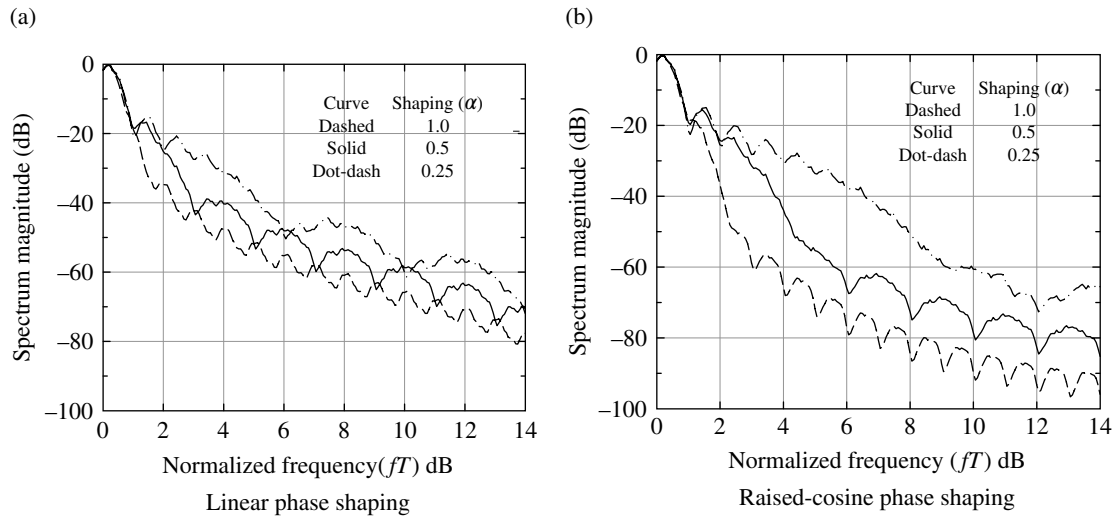 (a)
Spectrum magnitude (dB)
0
–20
–40
–60
–80
–100
Curve Shaping (α)
Dashed 1.0
Solid 0.5
Dot-dash 0.25
0 2 4 6 8 10 12 14
Normalized frequency(fT) dB
Linear phase shaping
(b)
Spectrum magnitude (dB)
0
–20
–40
–60
–80
–100
Curve Shaping (α)
Dashed 1.0
Solid 0.5
Dot-dash 0.25
0 2 4 6 8 10 12 14
Normalized frequency (fT) dB
Raised-cosine phase shaping